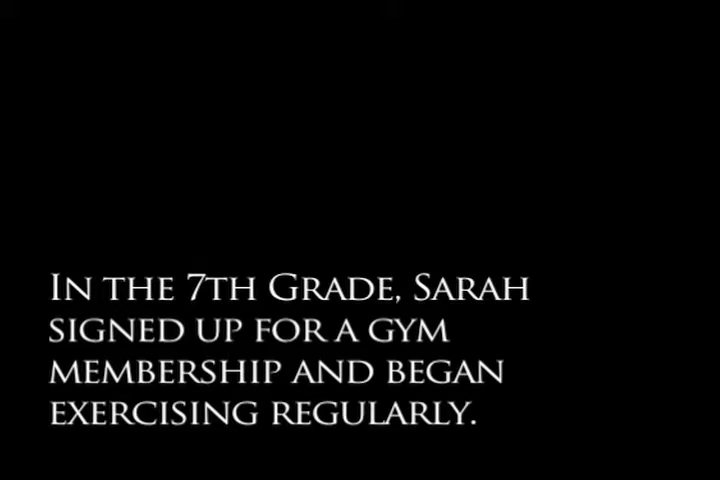 In the 7th Grade, Sarah
signed up for a gym
membership and began
exercising regularly.